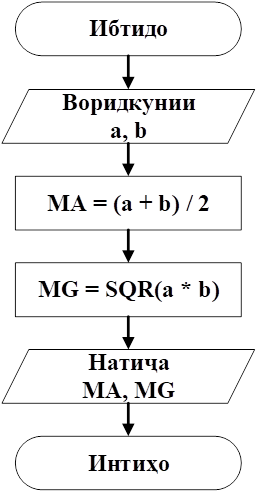 Ибтидо
Воридкунии
a, b
MA = (a + b) / 2
MG = SQR(a * b)
Натиҷа
MA, MG
Интиҳо